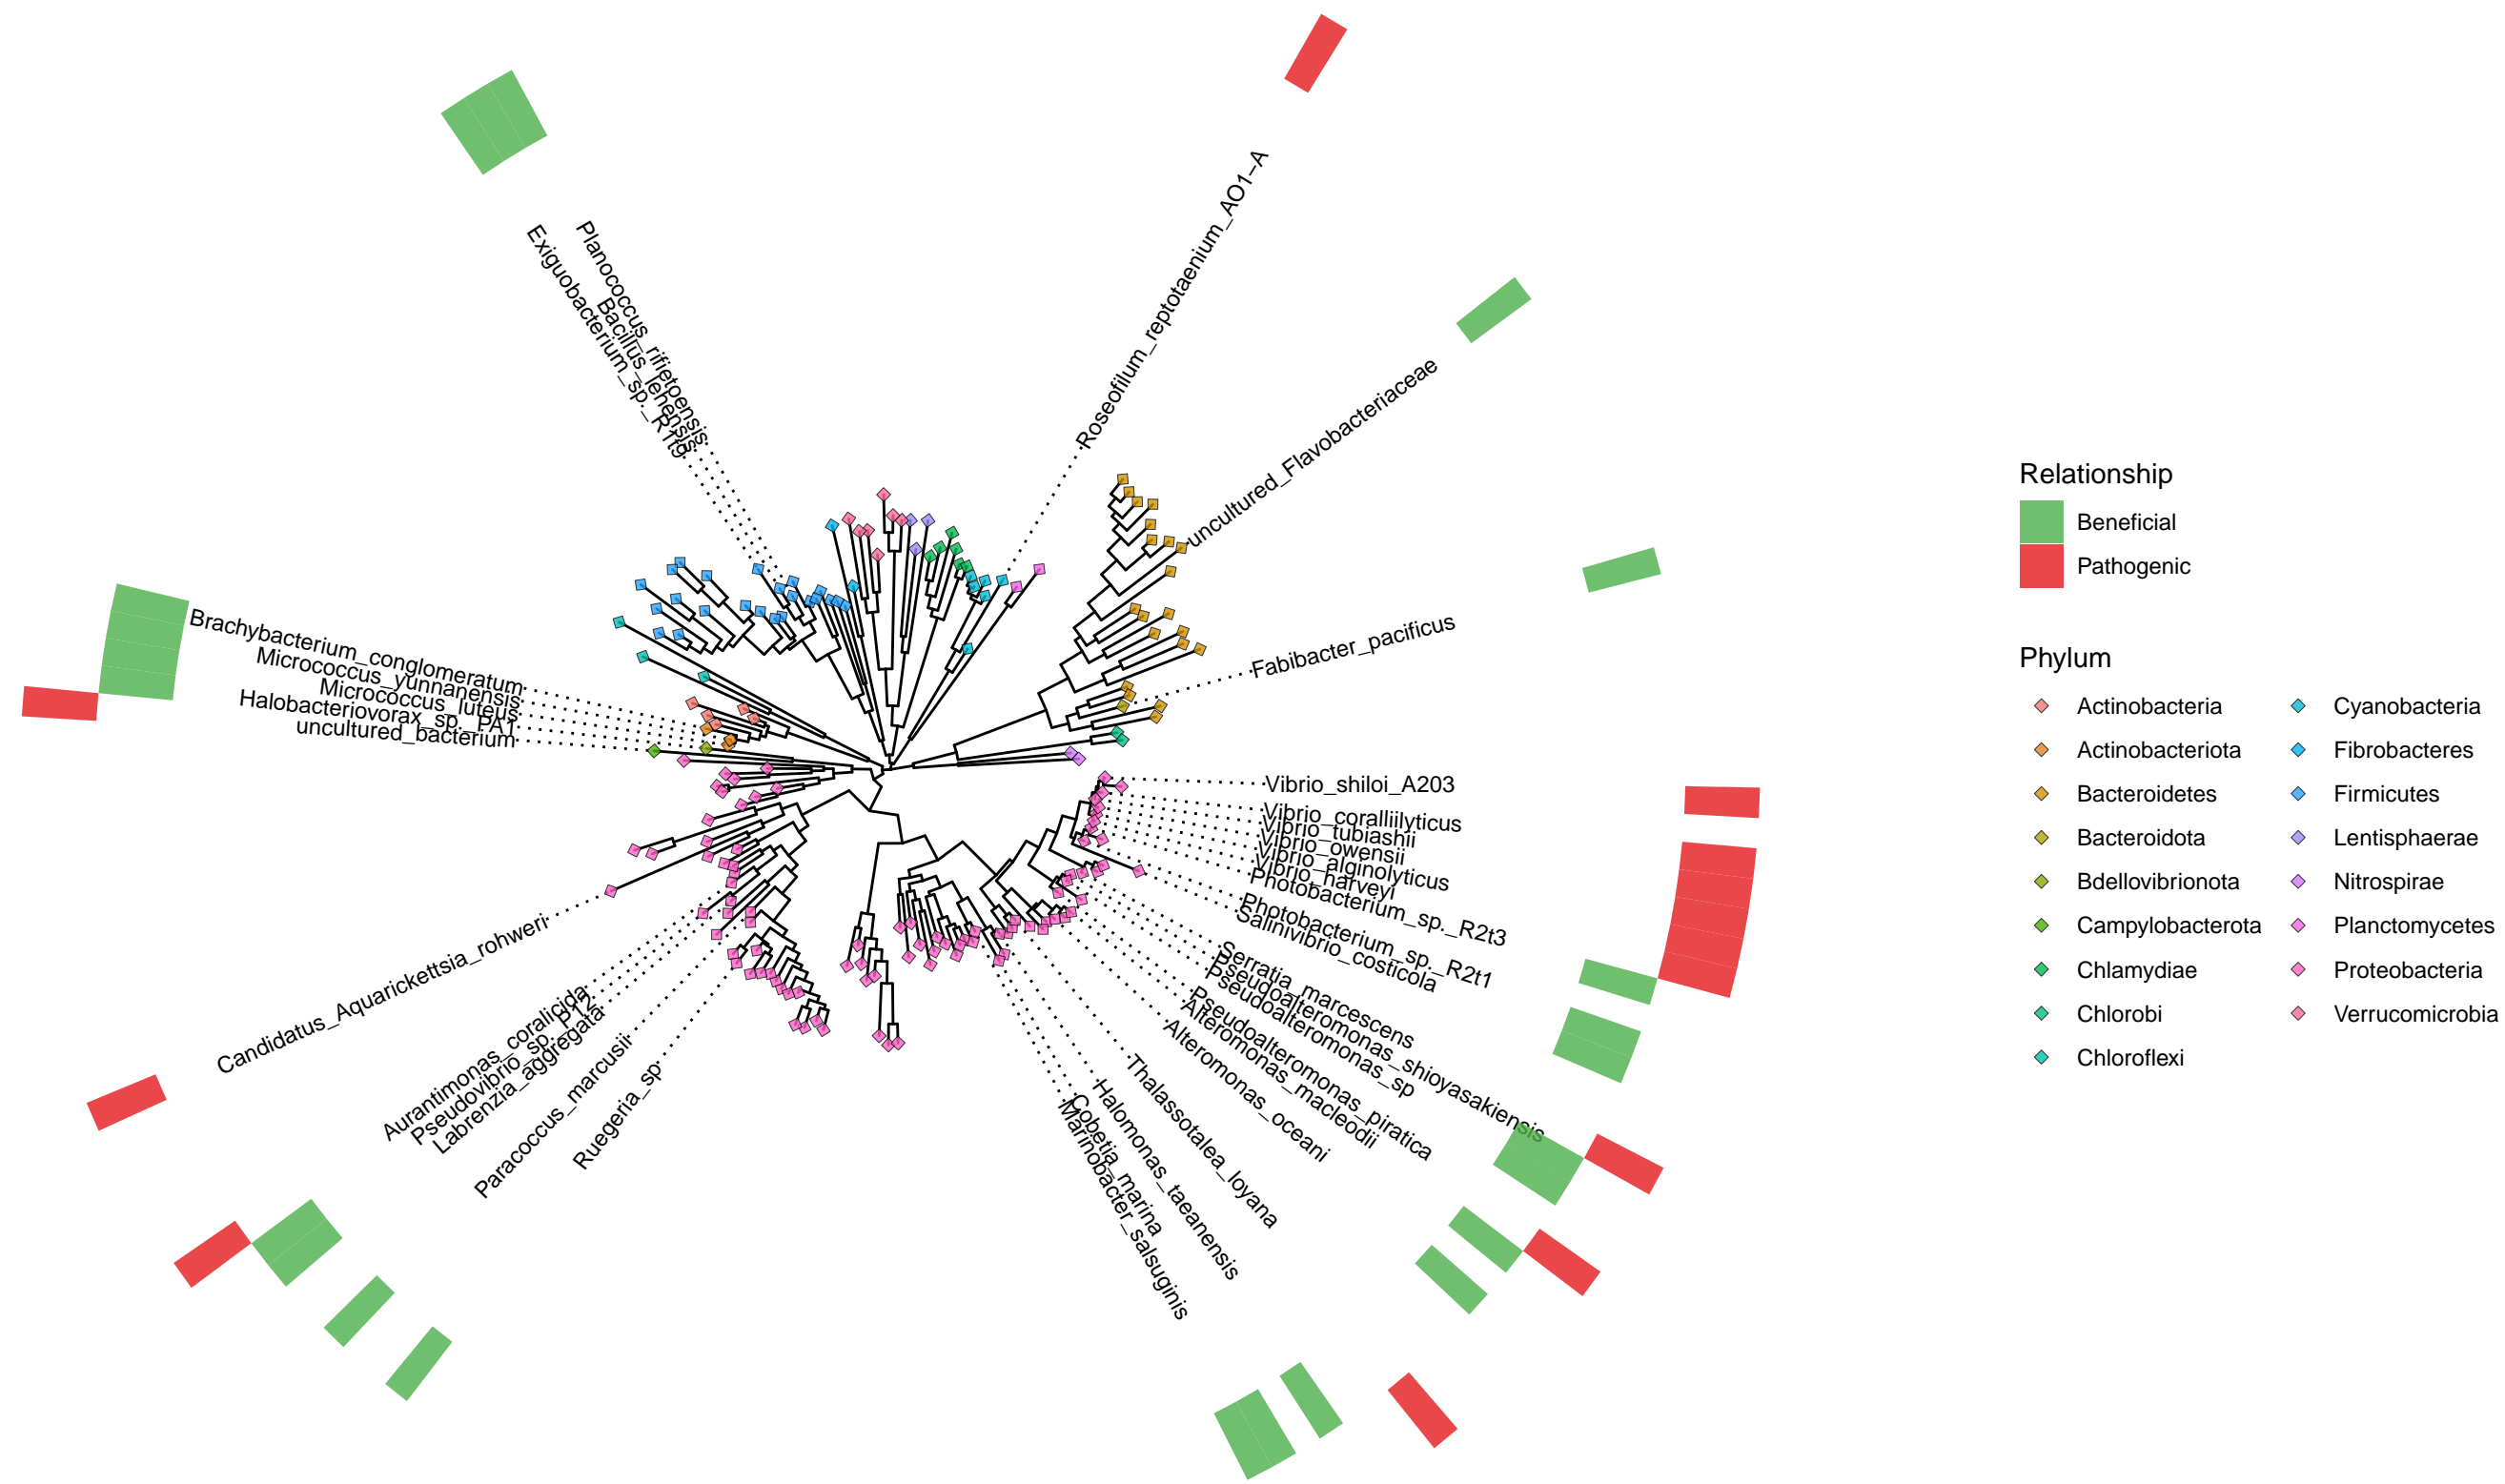 Planococcus_rifietoensis
Bacillus_lehensis
Exiguobacterium_sp._R1tt9
Roseofilum_reptotaenium_AO1−A
uncultured_Flavobacteriaceae
Fabibacter_pacificus
Brachybacterium_conglomeratum
Micrococcus_yunnanensis
Micrococcus_luteus
Halobacteriovorax_sp._PA1
uncultured_bacterium
Vibrio_shiloi_A203
Vibrio_coralliilyticus
Vibrio_tubiashii
Vibrio_owensii
Vibrio_alginolyticus
Vibrio_harveyi
Photobacterium_sp._R2t3
Photobacterium_sp._R2t1
Salinivibrio_costicola
Serratia_marcescens
Pseudoalteromonas_shioyasakiensis
Pseudoalteromonas_sp
Pseudoalteromonas_piratica
Alteromonas_macleodii
Alteromonas_oceani
Thalassotalea_loyana
Halomonas_taeanensis
Cobetia_marina
Marinobacter_salsuginis
Candidatus_Aquarickettsia_rohweri
Aurantimonas_coralicida
Pseudovibrio_sp._P12
Labrenzia_aggregata
Paracoccus_marcusii
Ruegeria_sp
Relationship
Beneficial
Pathogenic
Phylum
Actinobacteria
Actinobacteriota
Bacteroidetes
Bacteroidota
Bdellovibrionota
Campylobacterota
Chlamydiae
Chlorobi
Chloroflexi
Cyanobacteria
Fibrobacteres
Firmicutes
Lentisphaerae
Nitrospirae
Planctomycetes
Proteobacteria
Verrucomicrobia